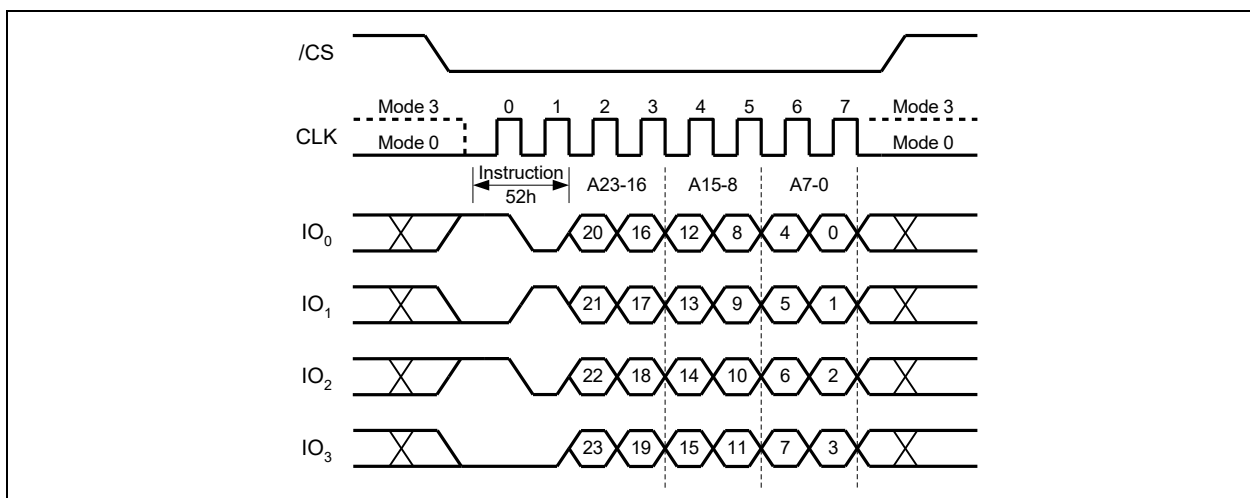 /CS
Mode 3 0 1 2 3 4 5 6 7 Mode 3
CLK
Mode 0 Mode 0
Instruction A23-16 A15-8 A7-0
52h
IO0 20 16 12 8 4 0
IO1 21 17 13 9 5 1
IO2 22 18 14 10 6 2
IO3 23 19 15 11 7 3